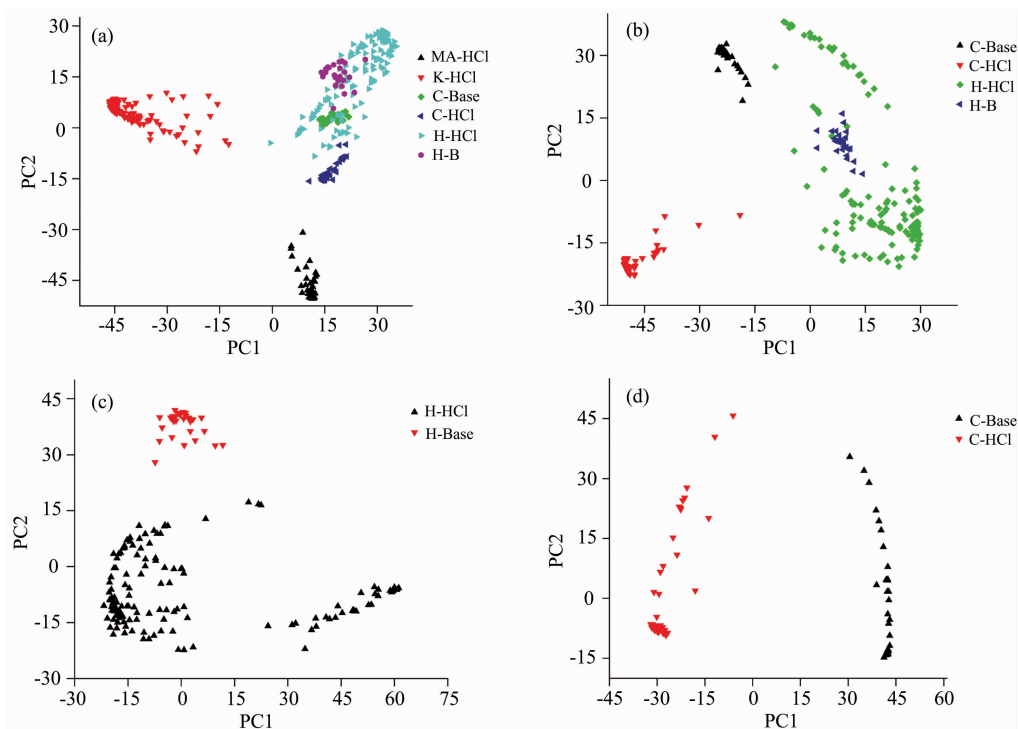 (a)
30
15
0
-15
-30
-45
PC2
-45 -30 -15 0 15 30
PC1
MA-HCl
K-HCl
C-Base
C-HCl
H-HCl
H-B
(b)
30
15
0
-15
-30
PC2
-45 -30 -15 0 15 30
PC1
C-Base
C-HCl
H-HCl
H-B
(c)
45
30
15
0
-15
-30
PC2
-30 -15 0 15 30 45 60 75
PC1
H-HCl
H-Base
(d)
45
30
15
0
-15
PC2
-45 -30 -15 0 15 30 45 60
PC1
C-Base
C-HCl